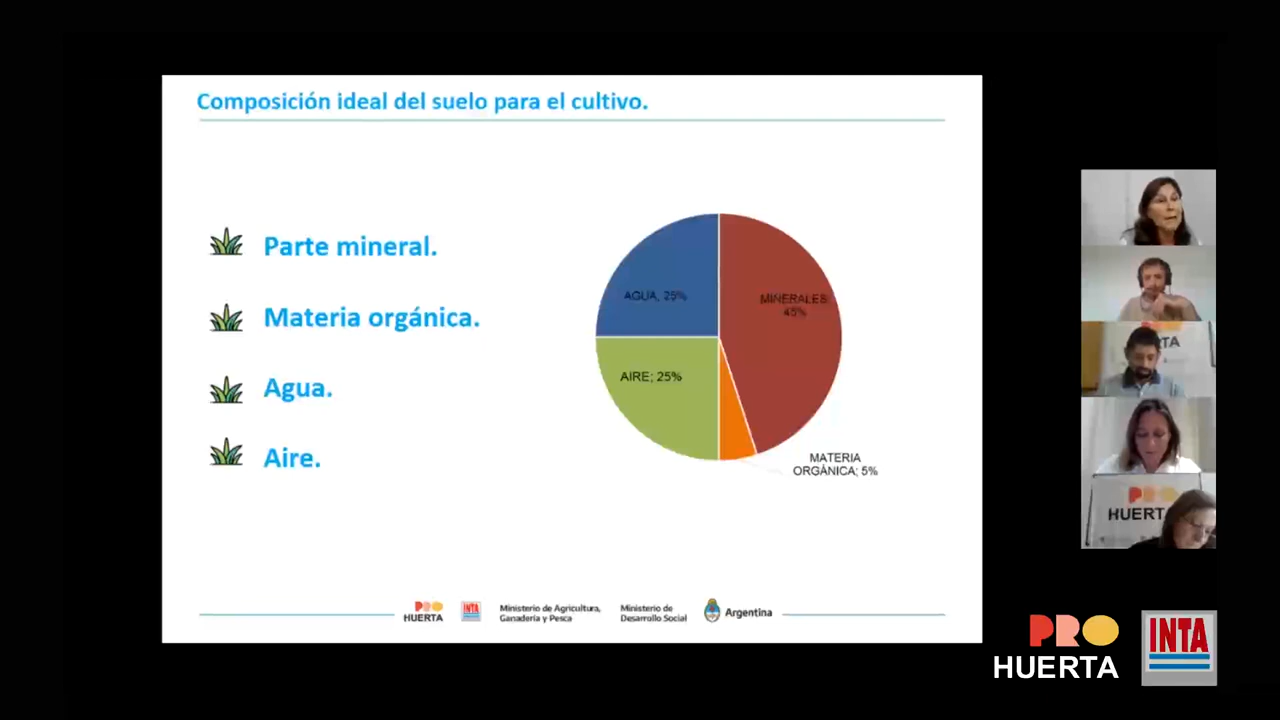 Composición ideal del suelo para el cultivo.
Parte mineral.
Materia orgánica.
Agua.
Aire.
AGUA; 25%
MINERALES;
45%
AIRE; 25%
MATERIA
ORGÁNICA; 5%
PRO
HUERTA
INTA
Ministerio de Agricultura,
Ganadería y Pesca
Ministerio de
Desarrollo Social
Argentina
HUERTA
HUERTA
PRO
HUERTA
INTA